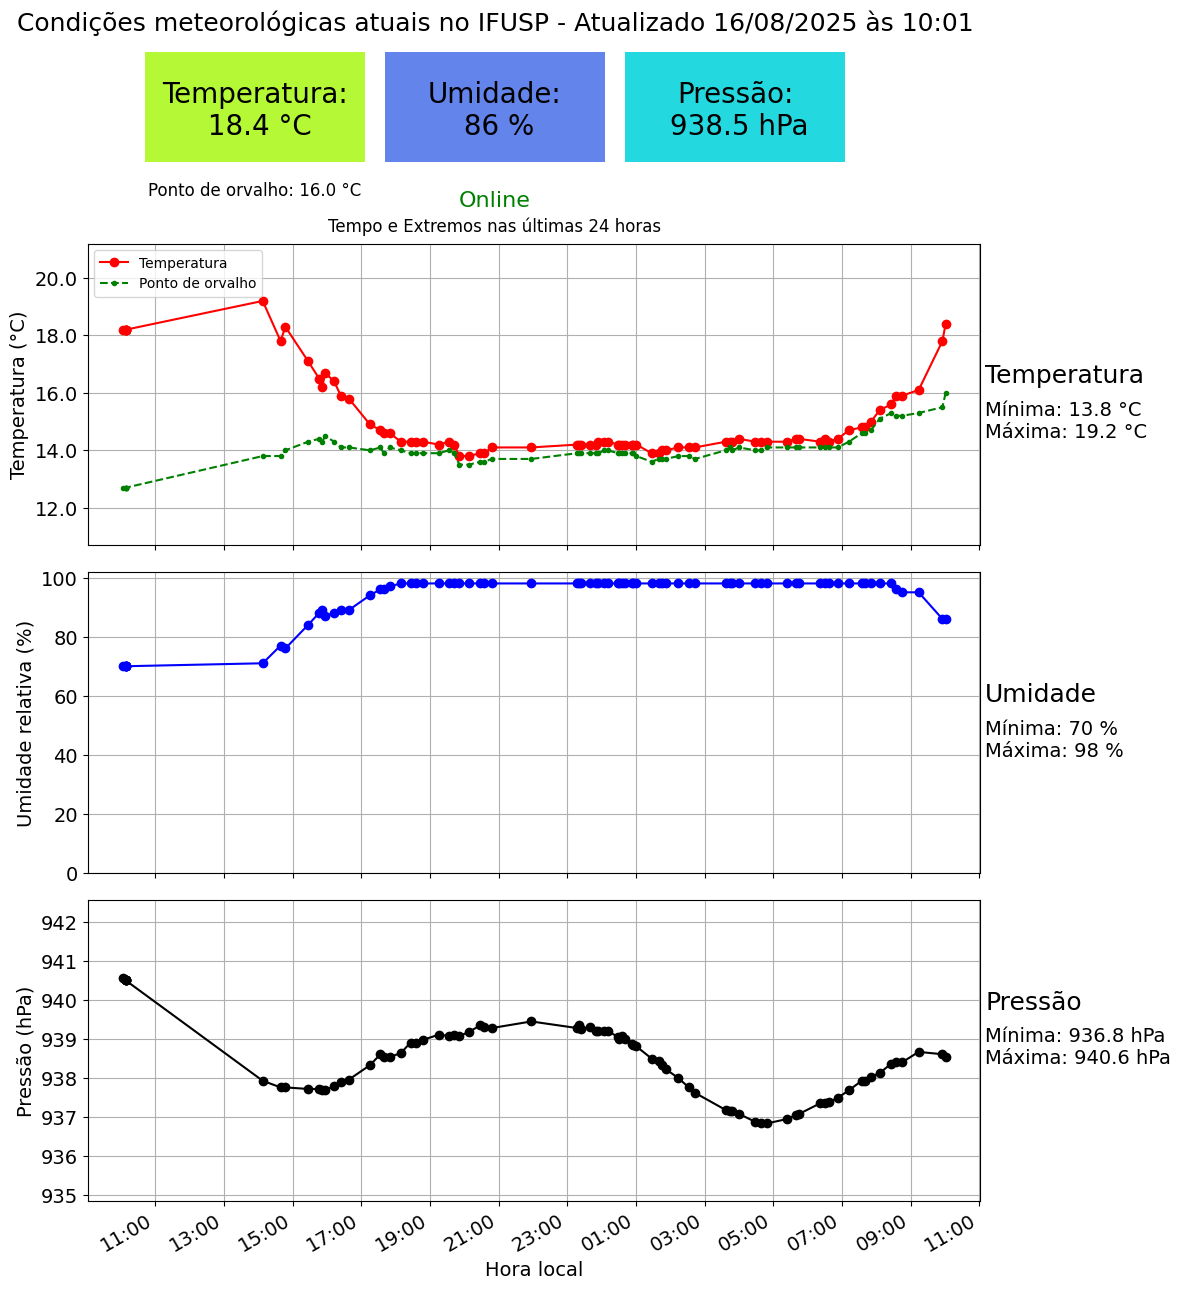 Condições meteorológicas atuais no IFUSP - Atualizado 16/08/2025 às 10:01
Temperatura:
18.4 °C
Umidade:
86 %
Pressão:
938.5 hPa
Ponto de orvalho: 16.0 °C
Online
Tempo e Extremos nas últimas 24 horas
Temperatura
Ponto de orvalho
Temperatura (°C)
20.0
18.0
16.0
14.0
12.0
Temperatura
Mínima: 13.8 °C
Máxima: 19.2 °C
Umidade relativa (%)
100
80
60
40
20
0
Umidade
Mínima: 70 %
Máxima: 98 %
Pressão (hPa)
942
941
940
939
938
937
936
935
Pressão
Mínima: 936.8 hPa
Máxima: 940.6 hPa
11:00
13:00
15:00
17:00
19:00
21:00
23:00
01:00
03:00
05:00
07:00
09:00
11:00
Hora local